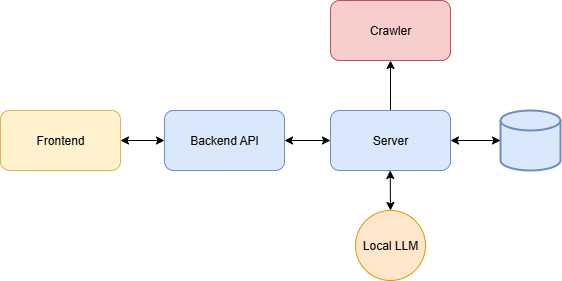 Crawler
Frontend
Backend API
Server
Local LLM